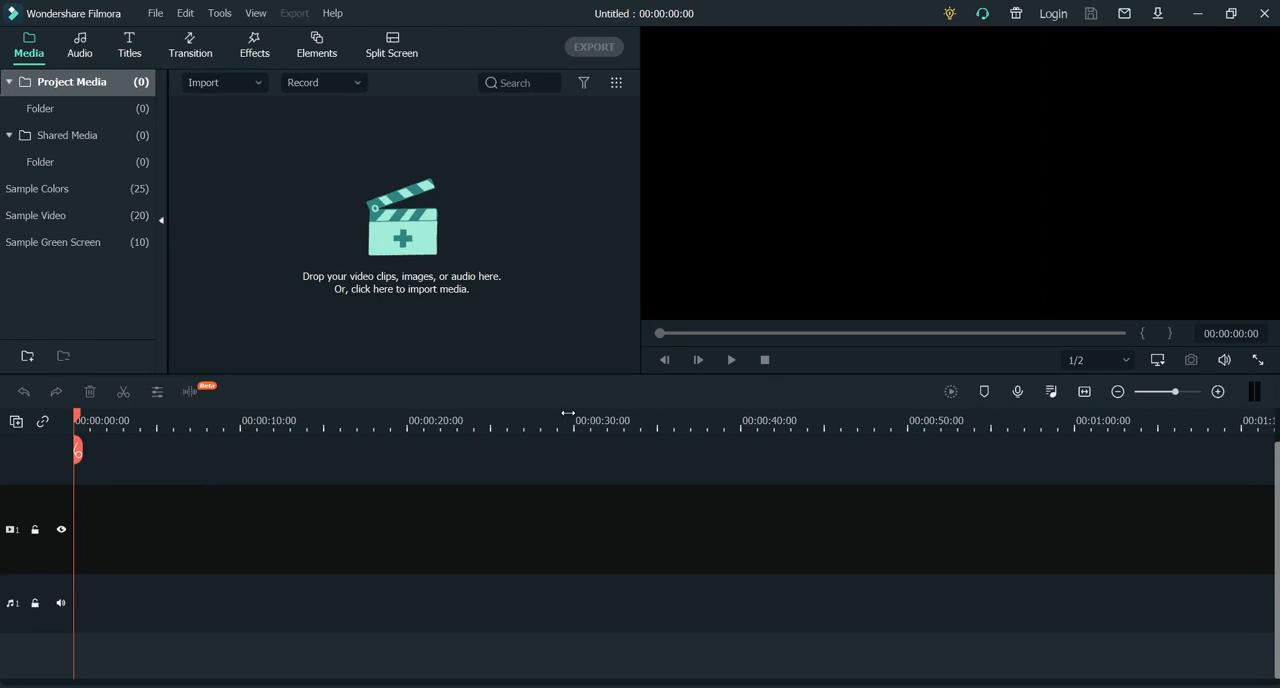 Wondershare Filmora File Edit Tools View Export Help Untitled : 00:00:00:00 Login
Media Audio Titles Transition Effects Elements Split Screen EXPORT
Project Media (0) Import Record Search
Folder (0)
Shared Media (0)
Folder (0)
Sample Colors (25)
Sample Video (20)
Sample Green Screen (10)
Drop your video clips, images, or audio here.
Or, click here to import media.
{ } 00:00:00:00
1/2
Beta
00:00:00:00 00:00:10:00 00:00:20:00 00:00:30:00 00:00:40:00 00:00:50:00 00:01:00:00 00:01:1
1
1